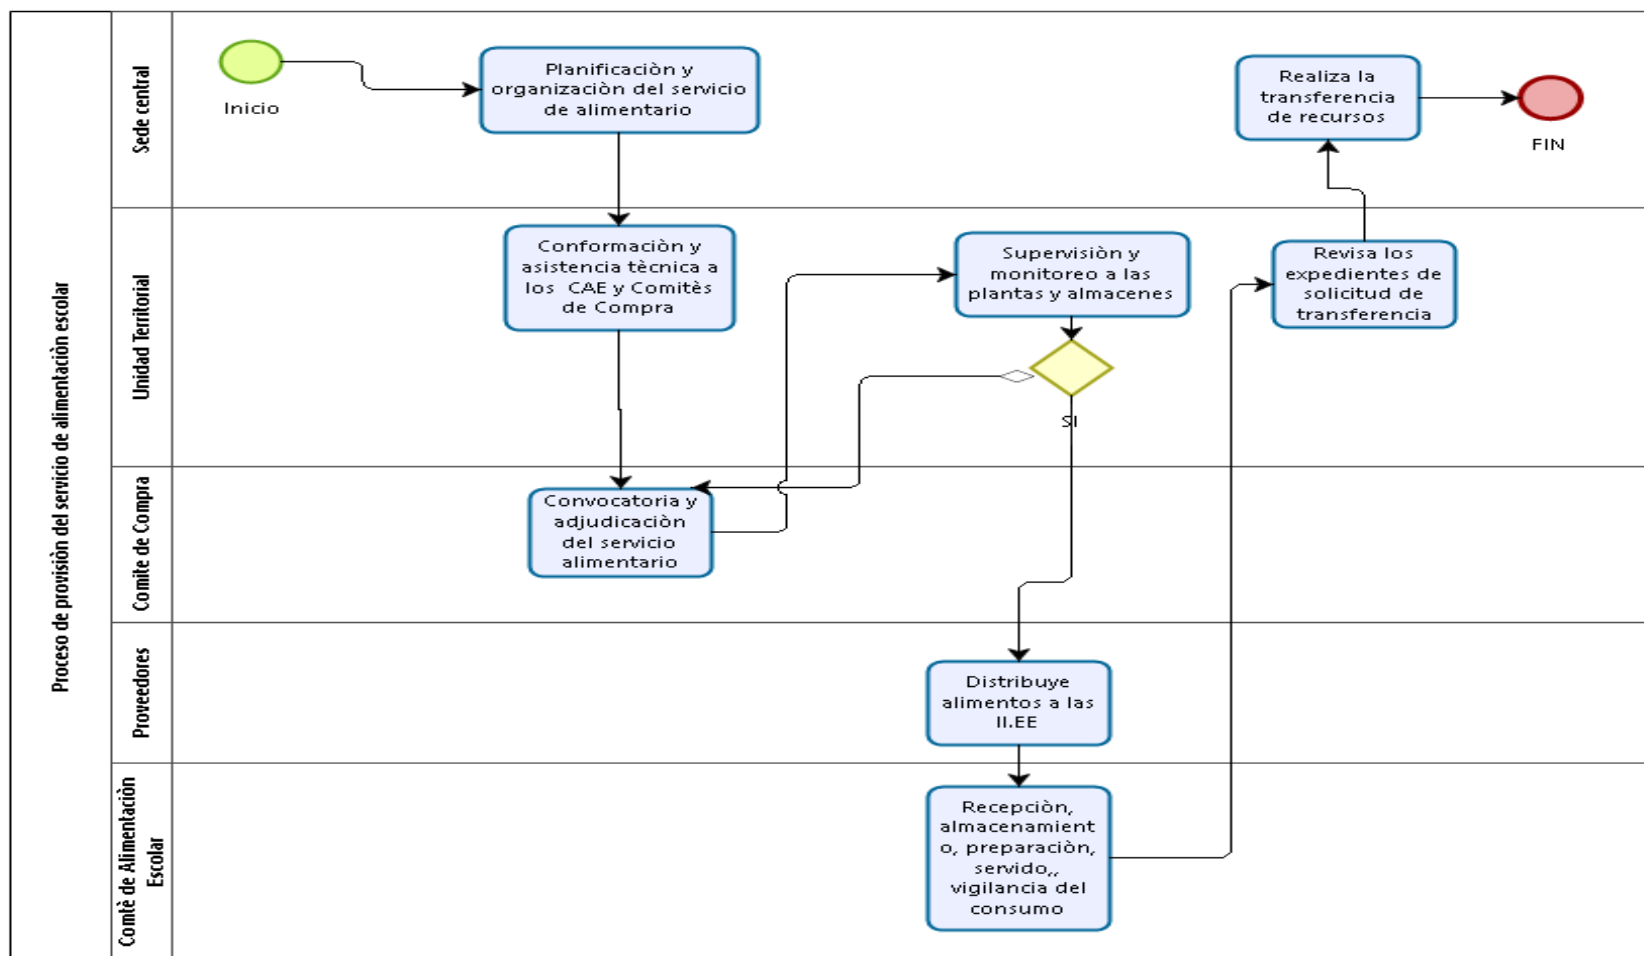 Proceso de provisiòn del servicio de alimentaciòn escolar
Sede central
Inicio
Planificaciòn y
organizaciòn del servicio
de alimentario
Realiza la
transferencia
de recursos
FIN
Unidad Territorial
Conformaciòn y
asistencia tècnica a
los CAE y Comitès
de Compra
Supervisiòn y
monitoreo a las
plantas y almacenes
SI
Revisa los
expedientes de
solicitud de
transferencia
Comite de Compra
Convocatoria y
adjudicaciòn
del servicio
alimentario
Proveedores
Distribuye
alimentos a las
II.EE
Comtè de Alimentaciòn
Escolar
Recepciòn,
almacenamient
o, preparaciòn,
servido,,
vigilancia del
consumo